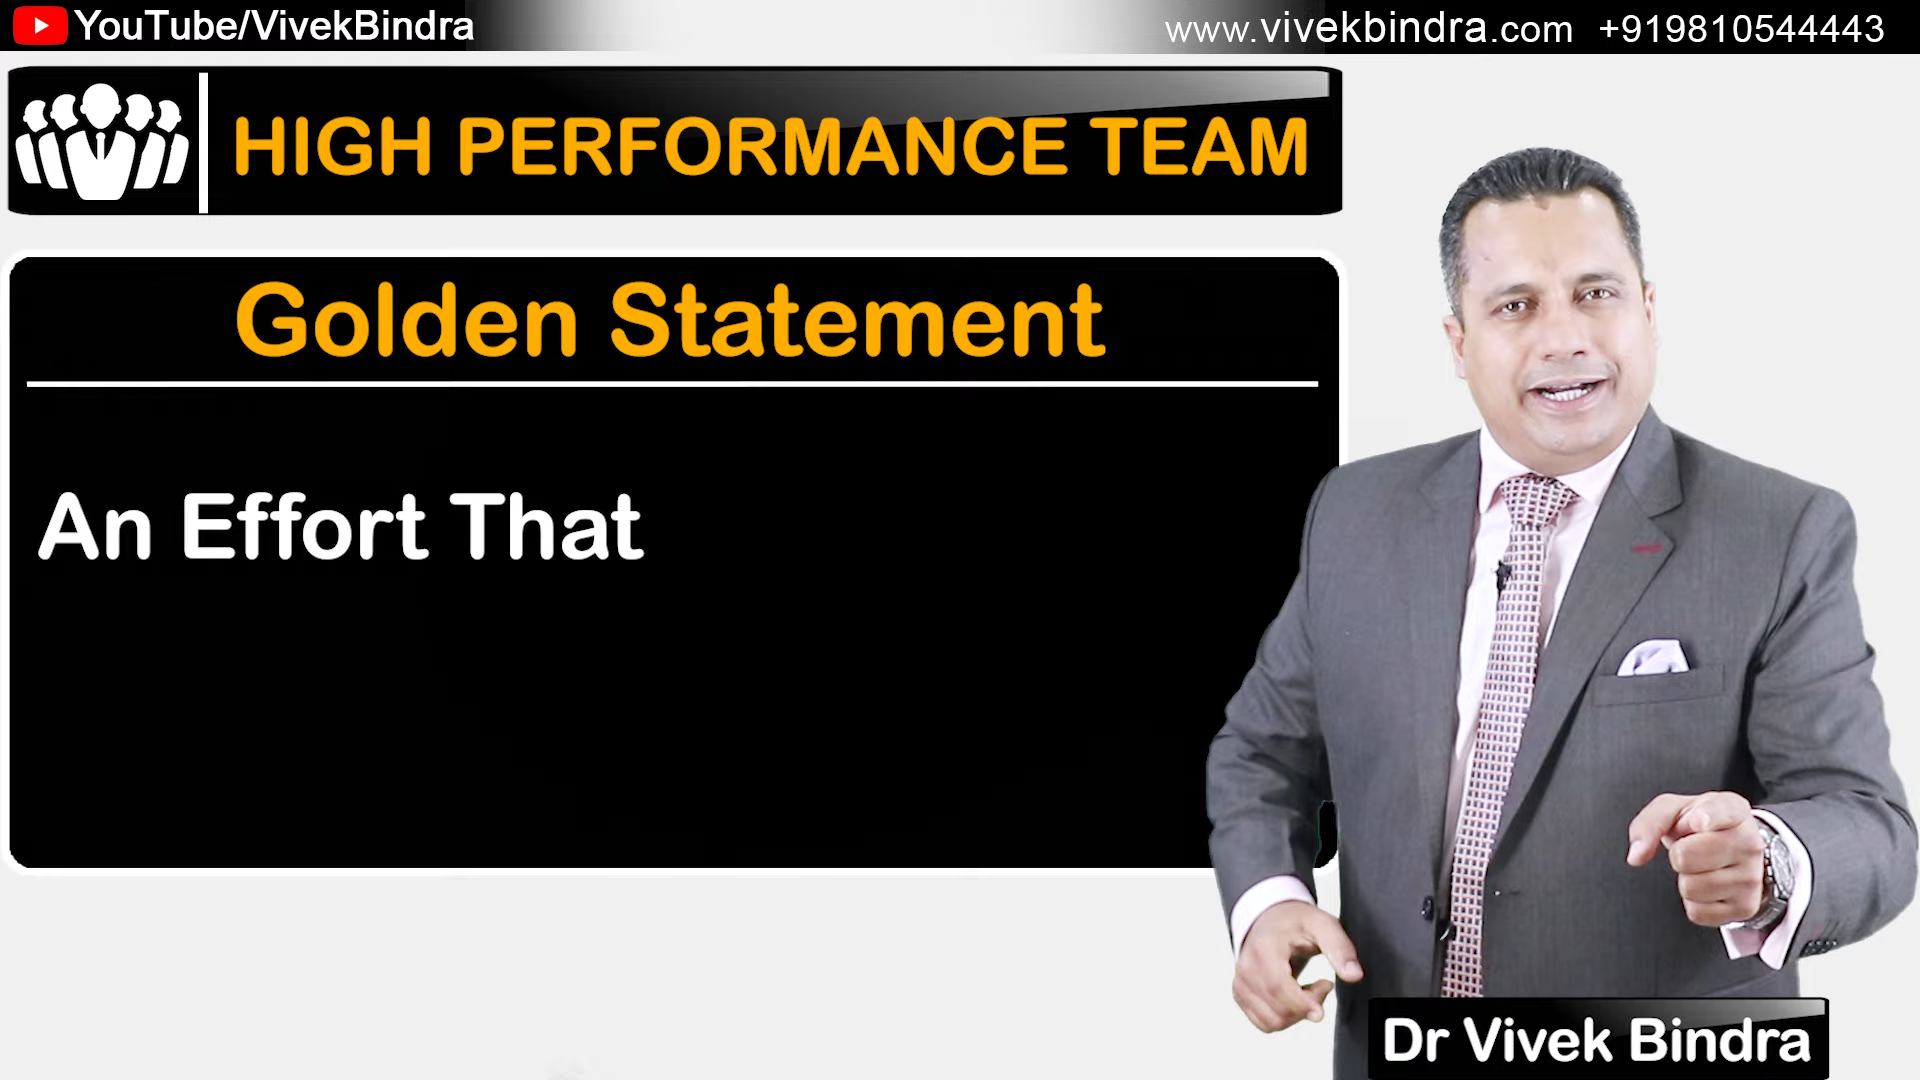 YouTube/VivekBindra
www.vivekbindra.com +919810544443
HIGH PERFORMANCE TEAM
Golden Statement
An Effort That
Dr Vivek Bindra